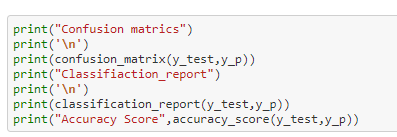 print("Confusion matrics")
print('\n')
print(confusion_matrix(y_test,y_p))
print("Classifiaction_report")
print('\n')
print(classification_report(y_test,y_p))
print("Accuracy Score",accuracy_score(y_test,y_p))